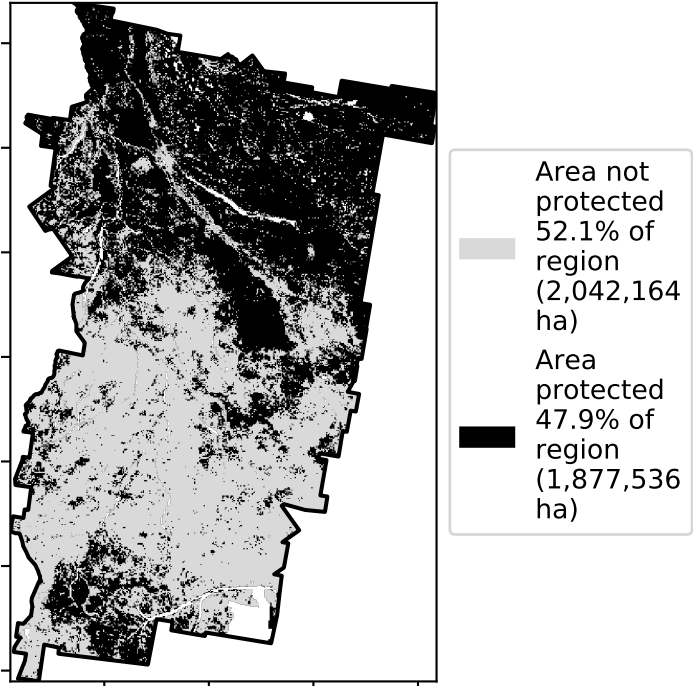 Area not
protected
52.1% of
region
(2,042,164
ha)
Area
protected
47.9% of
region
(1,877,536
ha)